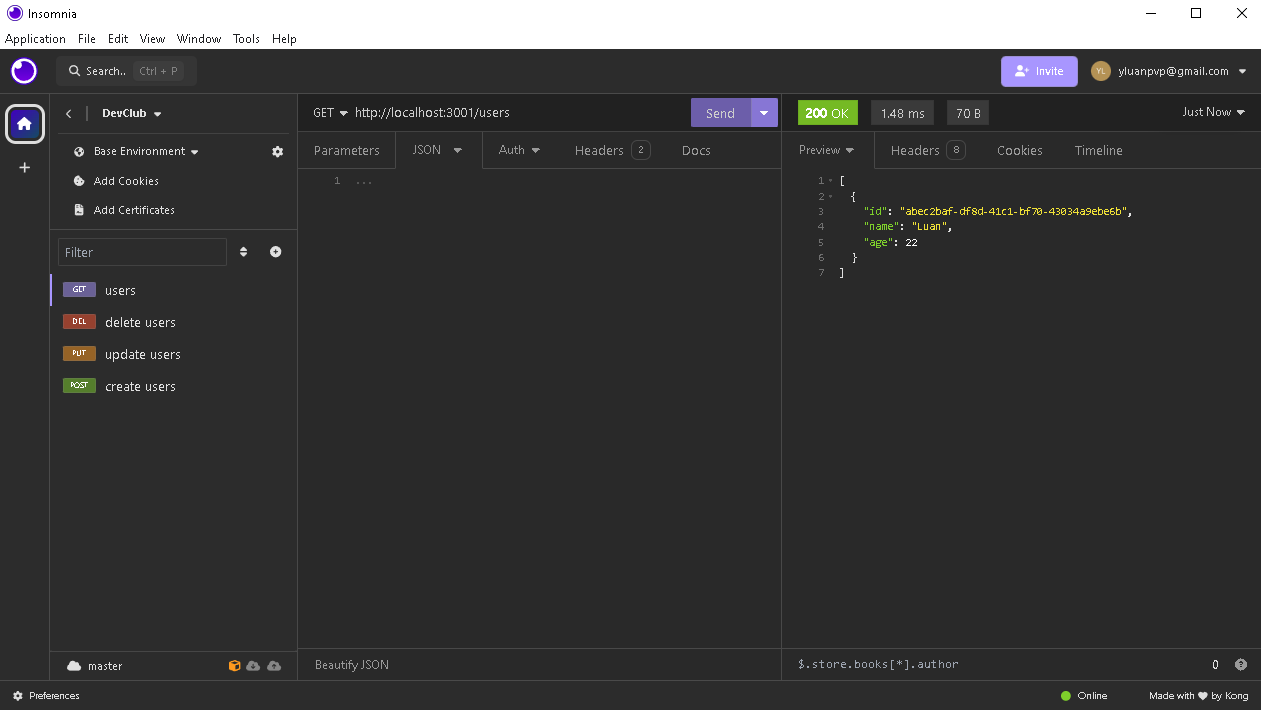 Insomnia
Application File Edit View Window Tools Help
Search.. Ctrl + P
Invite
YL yluanpvp@gmail.com
DevClub
Base Environment
Add Cookies
Add Certificates
Filter
GET users
DEL delete users
PUT update users
POST create users
master
GET http://localhost:3001/users Send
Parameters JSON Auth Headers 2 Docs
1 ...
Beautify JSON
200 OK 1.48 ms 70 B Just Now
Preview Headers 8 Cookies Timeline
1 [
2 {
3 "id": "abec2baf-df8d-41c1-bf70-43034a9ebe6b",
4 "name": "Luan",
5 "age": 22
6 }
7 ]
$.store.books[*].author 0 ?
Preferences
Online Made with ♥ by Kong